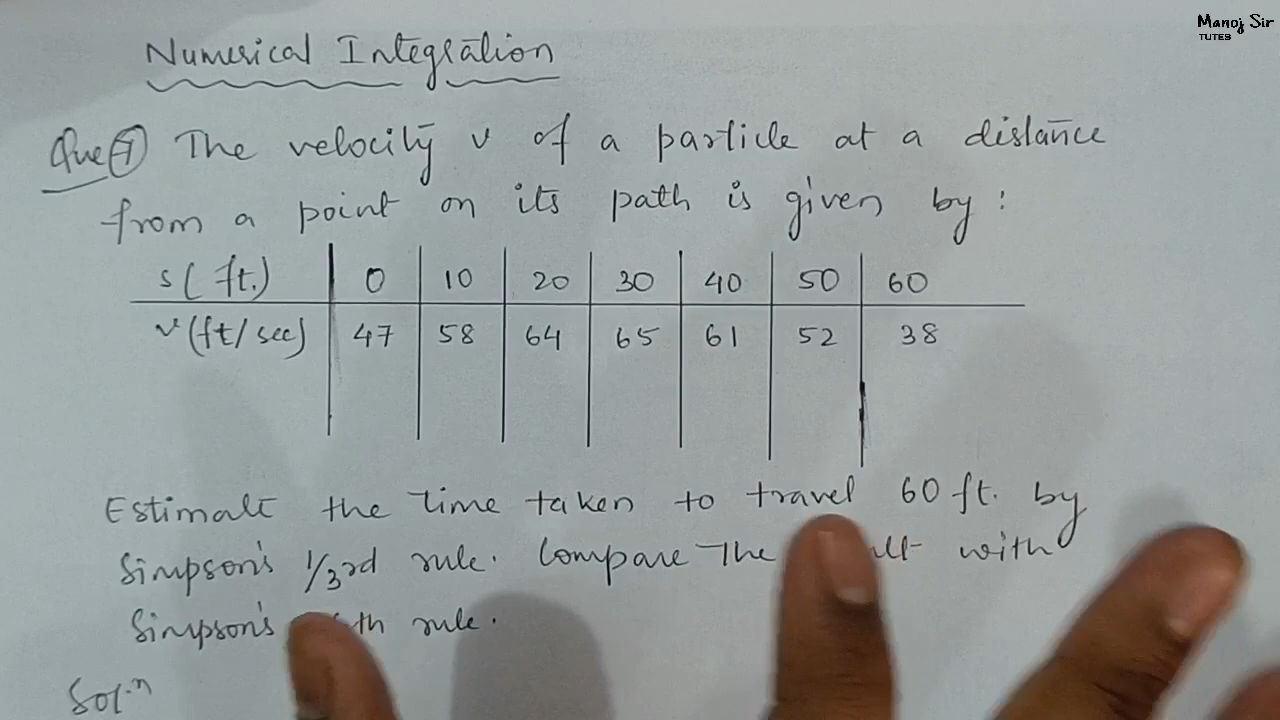 Manoj Sir
TUTES
Numerical Integration
Que 1 The velocity v of a particle at a distance
from a point on its path is given by :
s( ft.) 0 10 20 30 40 50 60
v(ft/sec) 47 58 64 65 61 52 38
Estimate the time taken to travel 60 ft. by
Simpson's 1/3rd rule. Compare The with
Simpson's rule.
Sol.n